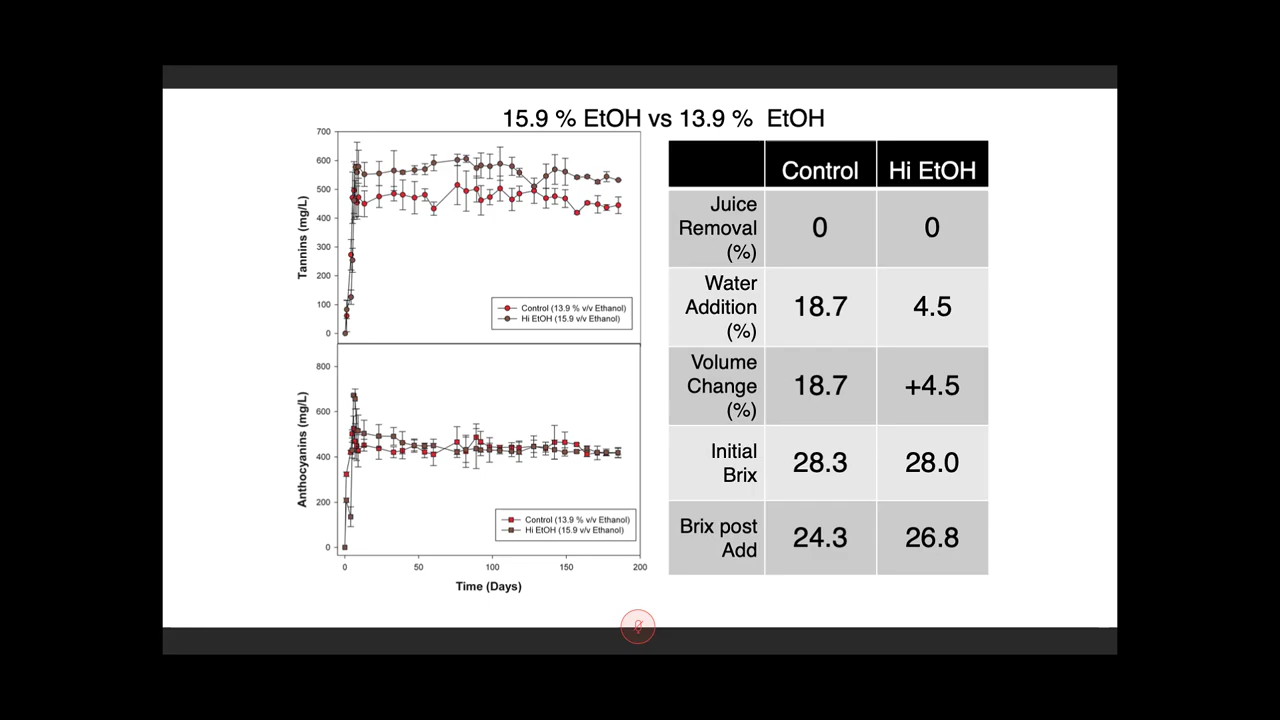 15.9 % EtOH vs 13.9 %  EtOH
700
600
500
400
300
200
100
0
Tannins (mg/L)
Control (13.9 % v/v Ethanol)
Hi EtOH (15.9 v/v Ethanol)
800
600
400
200
0
Anthocyanins (mg/L)
Control (13.9 % v/v Ethanol)
Hi EtOH (15.9 % v/v Ethanol)
0 50 100 150 200
Time (Days)
Control Hi EtOH
Juice
Removal
(%)
0 0
Water
Addition
(%)
18.7 4.5
Volume
Change
(%)
18.7 +4.5
Initial
Brix
28.3 28.0
Brix post
Add
24.3 26.8